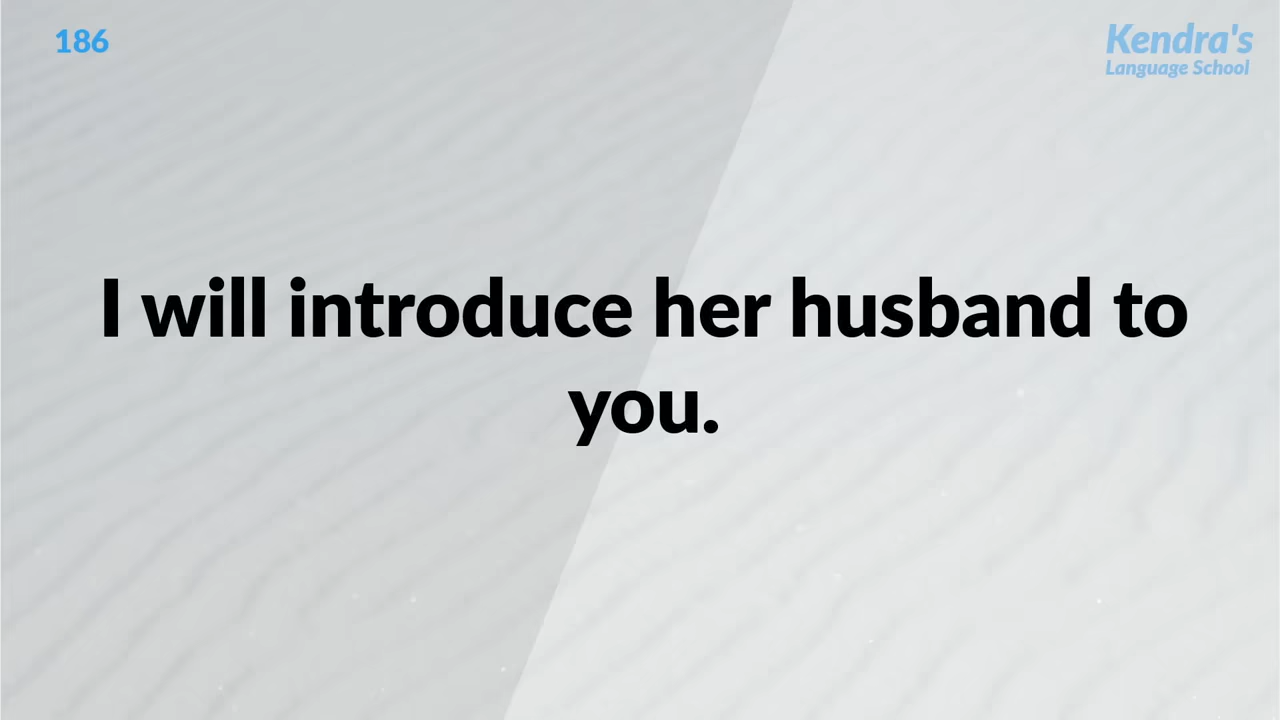 186
Kendra's
Language School
I will introduce her husband to
you.